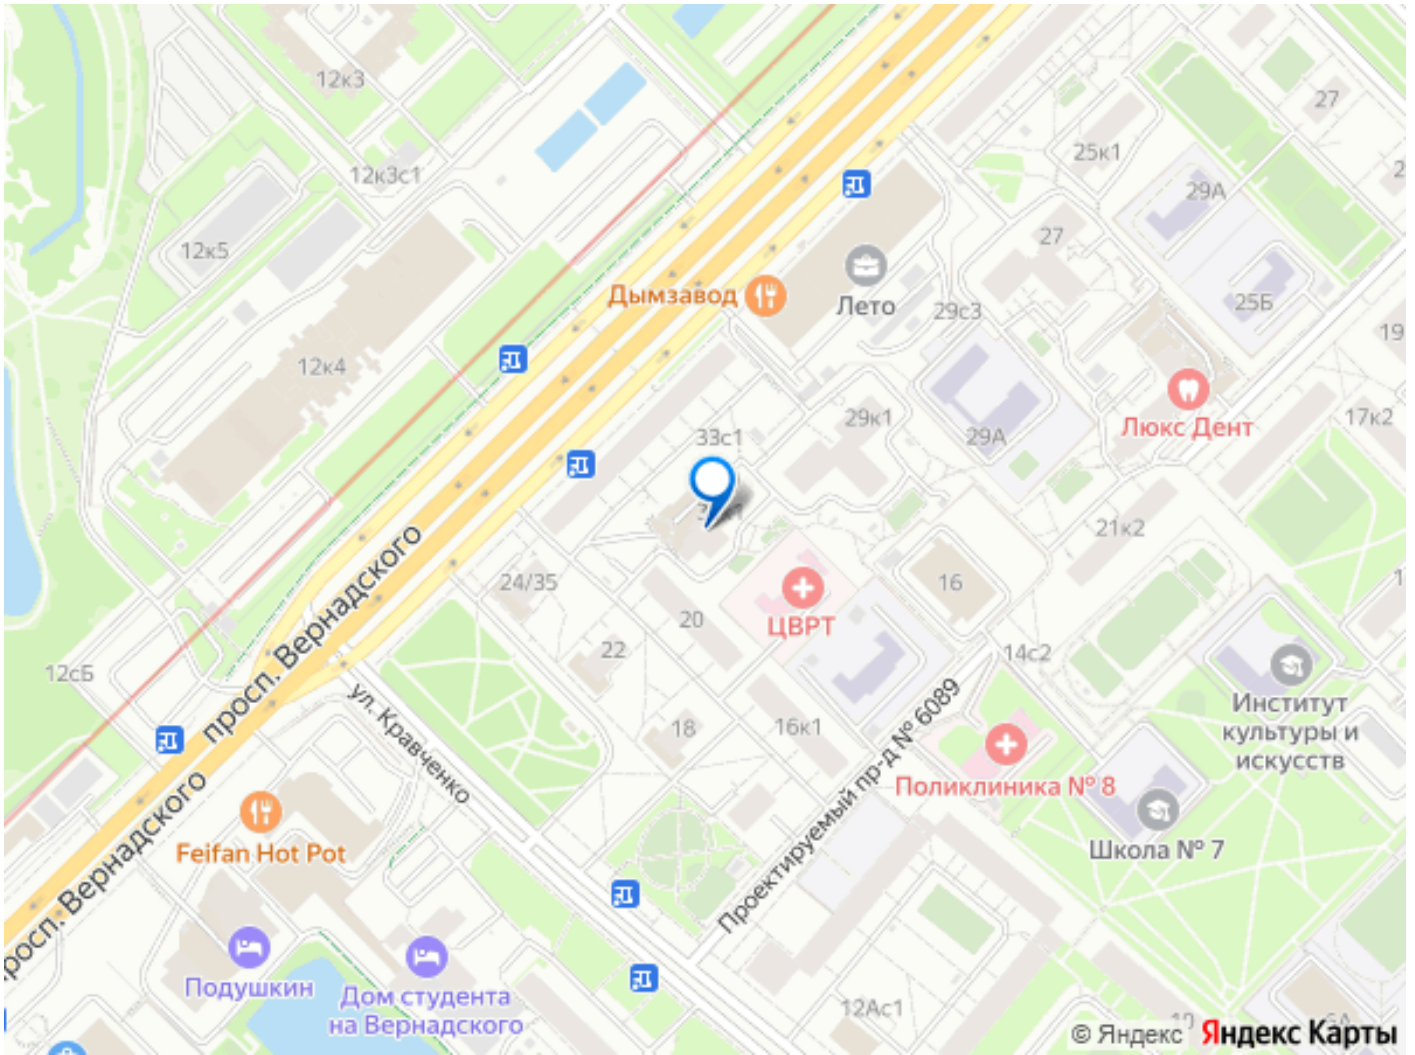 12к3
27
25к1
12к3с1
29А
27
12к5
25Б
Дымзавод
Лето
29с3
19
12к4
Люкс Дент
17к2
33с1
29к1
29А
21к2
24/35
16
20
ЦВРТ
22
14с2
12сБ
просп. Вернадского
ул. Кравченко
18
16к1
Проектируемый пр-д № 6089
Институт
культуры и
искусств
Поликлиника № 8
просп. Вернадского
Feifan Hot Pot
Школа № 7
Подушкин
Дом студента
на Вернадского
12Ас1
© Яндекс Яндекс Карты